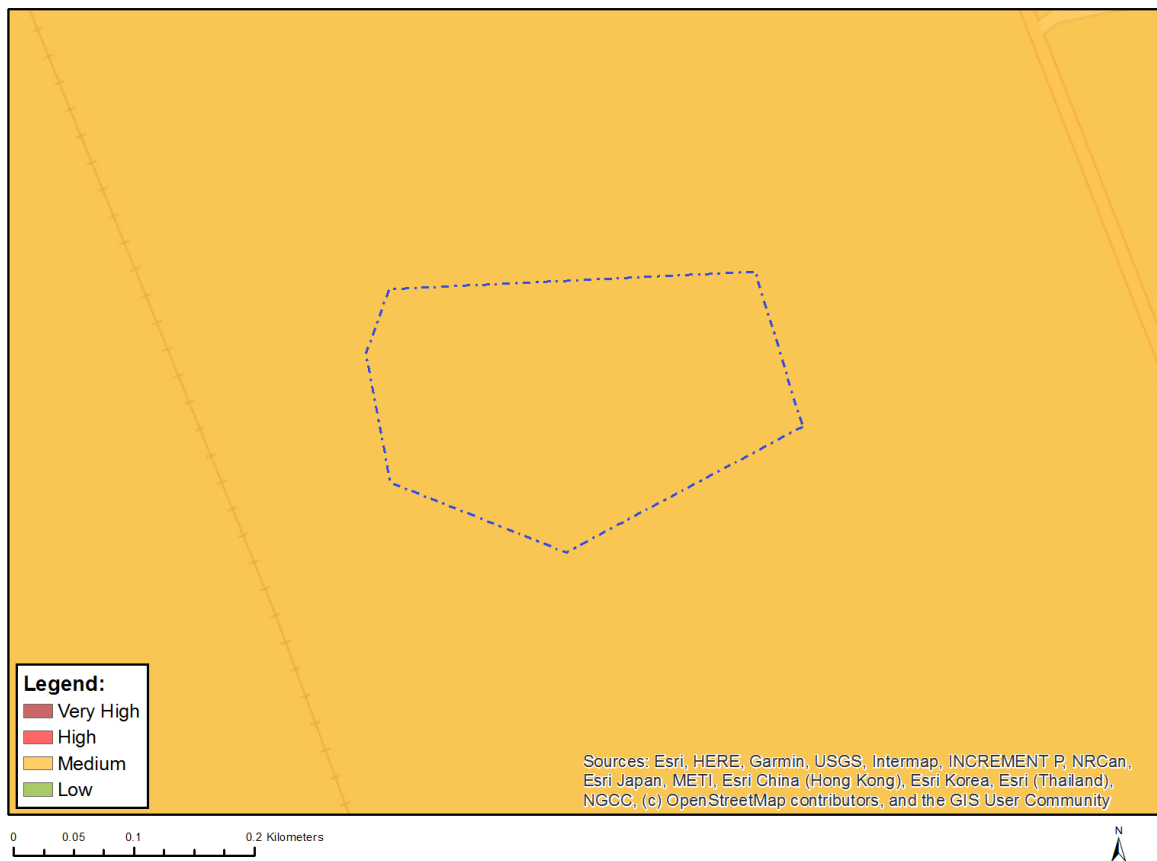 Legend:
Very High
High
Medium
Low
Sources: Esri, HERE, Garmin, USGS, Intermap, INCREMENT P, NRCan,
Esri Japan, METI, Esri China (Hong Kong), Esri Korea, Esri (Thailand),
NGCC, (c) OpenStreetMap contributors, and the GIS User Community
0 0.05 0.1 0.2 Kilometers
N